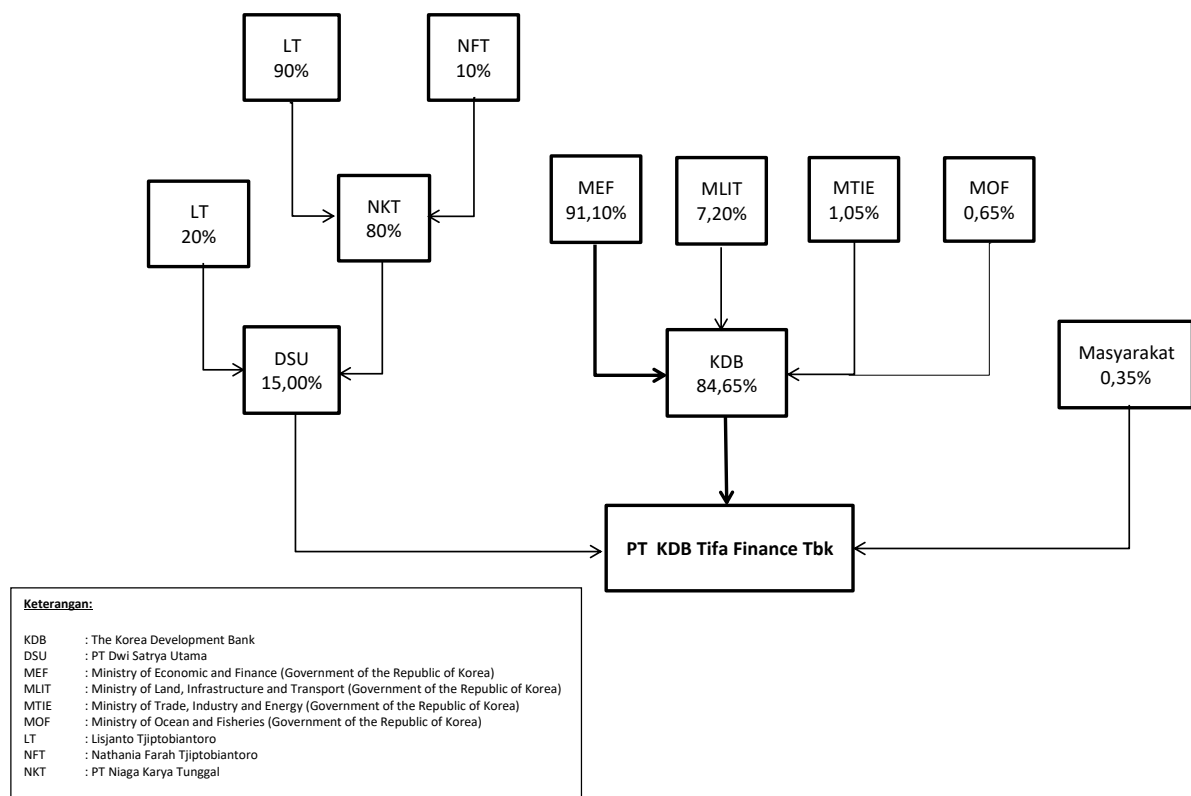 LT
90%
NFT
10%
LT
20%
NKT
80%
MEF
91,10%
MLIT
7,20%
MTIE
1,05%
MOF
0,65%
DSU
15,00%
KDB
84,65%
Masyarakat
0,35%
PT KDB Tifa Finance Tbk
Keterangan:
KDB : The Korea Development Bank
DSU : PT Dwi Satrya Utama
MEF : Ministry of Economic and Finance (Government of the Republic of Korea)
MLIT : Ministry of Land, Infrastructure and Transport (Government of the Republic of Korea)
MTIE : Ministry of Trade, Industry and Energy (Government of the Republic of Korea)
MOF : Ministry of Ocean and Fisheries (Government of the Republic of Korea)
LT : Lisjanto Tjiptobiantoro
NFT : Nathania Farah Tjiptobiantoro
NKT : PT Niaga Karya Tunggal